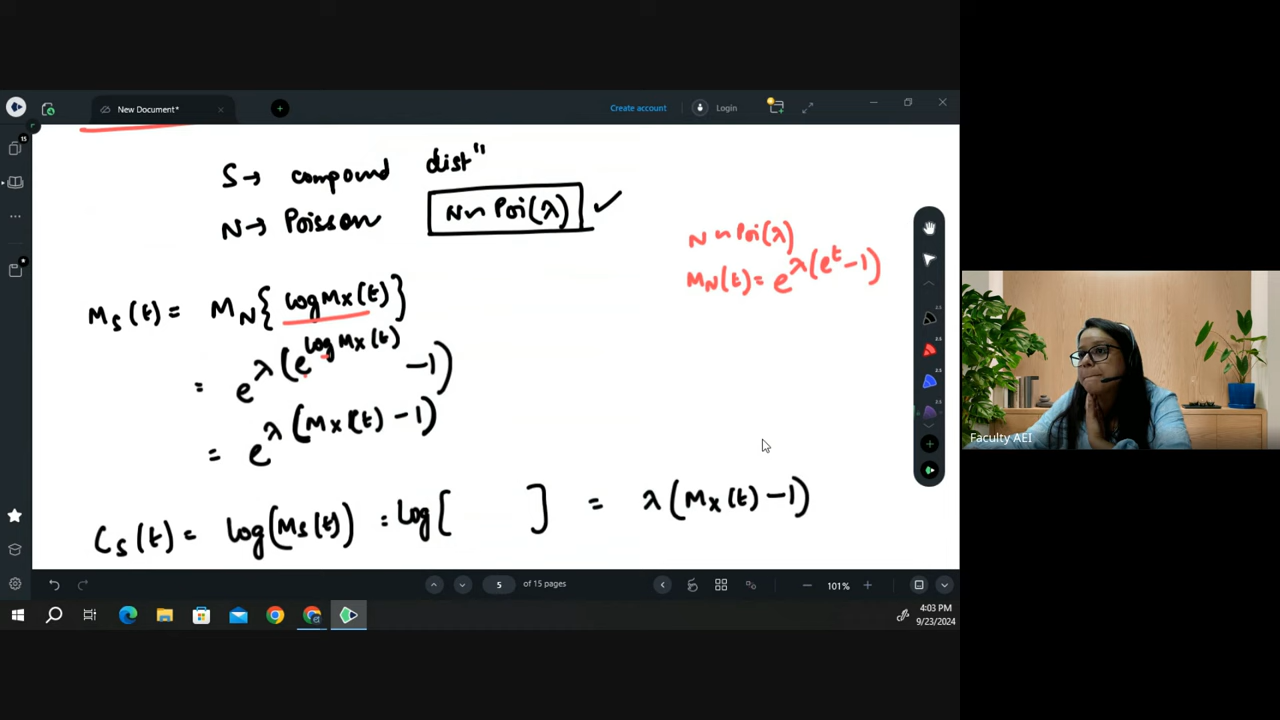 New Document*
Create account
Login
S → compound distⁿ
N → Poisson N ~ Poi(λ) ✓
N ~ Poi(λ)
M_N(t) = e^{λ(e^t - 1)}
M_S(t) = M_N{log M_X(t)}
= e^{λ(e^{log M_X(t)} - 1)}
= e^{λ(M_X(t) - 1)}
C_S(t) = log(M_S(t)) = log[ ] = λ(M_X(t) - 1)
Faculty AEI
5 of 15 pages
101%
4:03 PM
9/23/2024